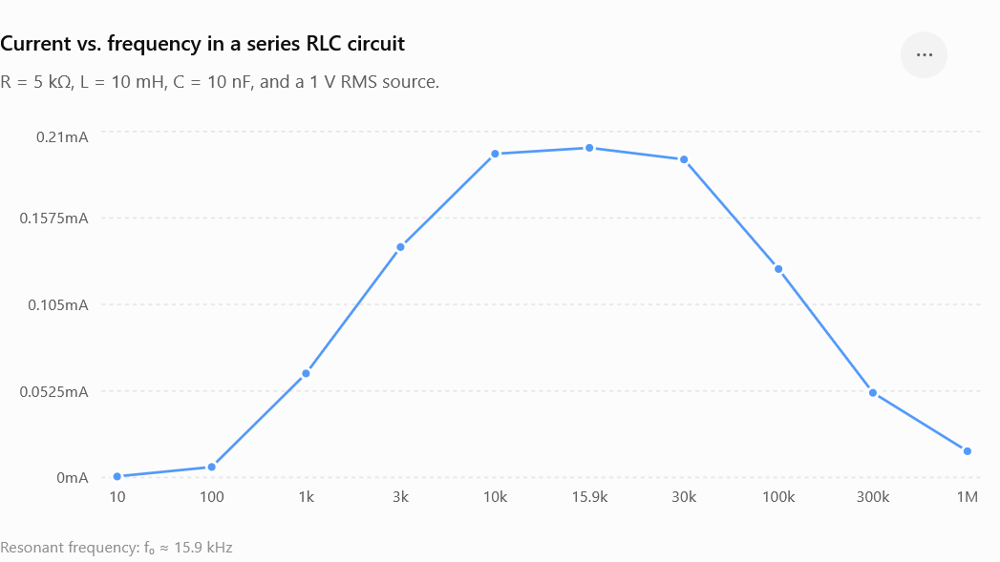 Current vs. frequency in a series RLC circuit
...
R = 5 kΩ, L = 10 mH, C = 10 nF, and a 1 V RMS source.
0.21mA
0.1575mA
0.105mA
0.0525mA
0mA
10 100 1k 3k 10k 15.9k 30k 100k 300k 1M
Resonant frequency: f₀ ≈ 15.9 kHz